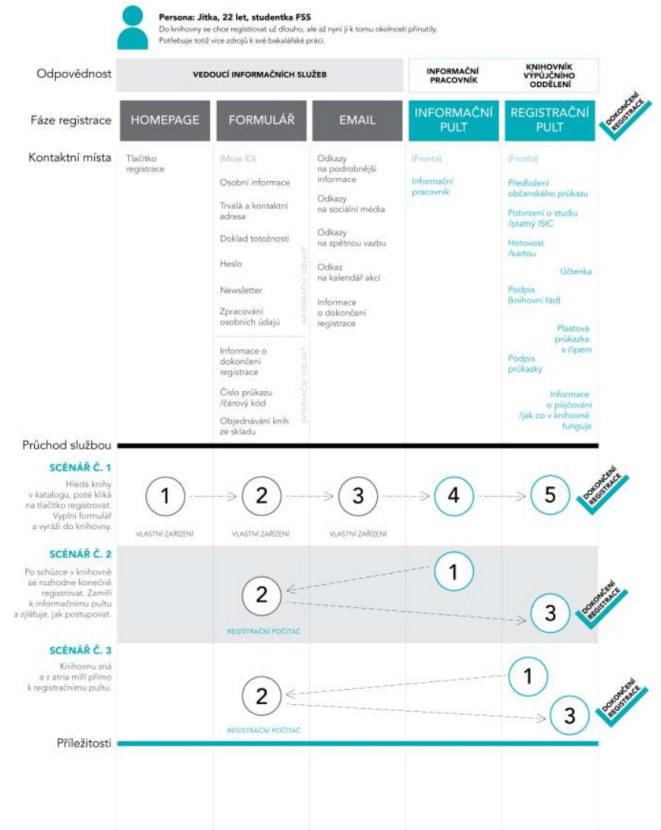 Persona: Jitka, 22 let, studentka FSS
Do knihovny se chce registrovat už dlouho, ale až nyní ji k tomu okolnosti přinutily.
Potřebuje totiž více zdrojů k své bakalářské práci.
Odpovědnost
VEDOUCÍ INFORMAČNÍCH SLUŽEB
INFORMAČNÍ
PRACOVNÍK
KNIHOVNÍK
VÝPŮJČNÍHO
ODDĚLENÍ
Fáze registrace
HOMEPAGE
FORMULÁŘ
EMAIL
INFORMAČNÍ
PULT
REGISTRAČNÍ
PULT
DOKONČENÍ
REGISTRACE
Kontaktní místa
Tlačítko
registrace
(Moje ID)
Osobní informace
Trvalá a kontaktní
adresa
Doklad totožnosti
Heslo
Newsletter
Zpracování
osobních údajů
INFORMAČNÍ OBLAST
Informace o
dokončení
registrace
Číslo průkazu
/čárový kód
Objednávání knih
ze skladu
INTERAKČNÍ OBLAST
Odkazy
na podrobnější
informace
Odkazy
na sociální média
Odkazy
na zpětnou vazbu
Odkaz
na kalendář akcí
Informace
o dokončení
registrace
(Fronta)
Informační
pracovník
(Fronta)
Předložení
občanského průkazu
Potvrzení o studiu
/platný ISIC
Hotovost
/kartou
Účtenka
Podpis
(knihovní řád)
Plastová
průkazka
s čipem
Podpis
průkazky
Informace
o půjčování
/jak co v knihovně
funguje
Průchod službou
SCÉNÁŘ Č. 1
Hledá knihy
v katalogu, poté kliká
na tlačítko registrovat.
Vyplní formulář
a vyráží do knihovny.
1
2
3
4
5
VLASTNÍ ZAŘÍZENÍ
VLASTNÍ ZAŘÍZENÍ
VLASTNÍ ZAŘÍZENÍ
DOKONČENÍ
REGISTRACE
SCÉNÁŘ Č. 2
Po schůzce v knihovně
se rozhodne konečně
registrovat. Zamíří
k informačnímu pultu
a zjišťuje, jak postupovat.
1
2
3
REGISTRAČNÍ POČÍTAČ
DOKONČENÍ
REGISTRACE
SCÉNÁŘ Č. 3
Knihovnu zná
a z atria míří přímo
k registračnímu pultu.
1
2
3
REGISTRAČNÍ POČÍTAČ
DOKONČENÍ
REGISTRACE
Příležitosti